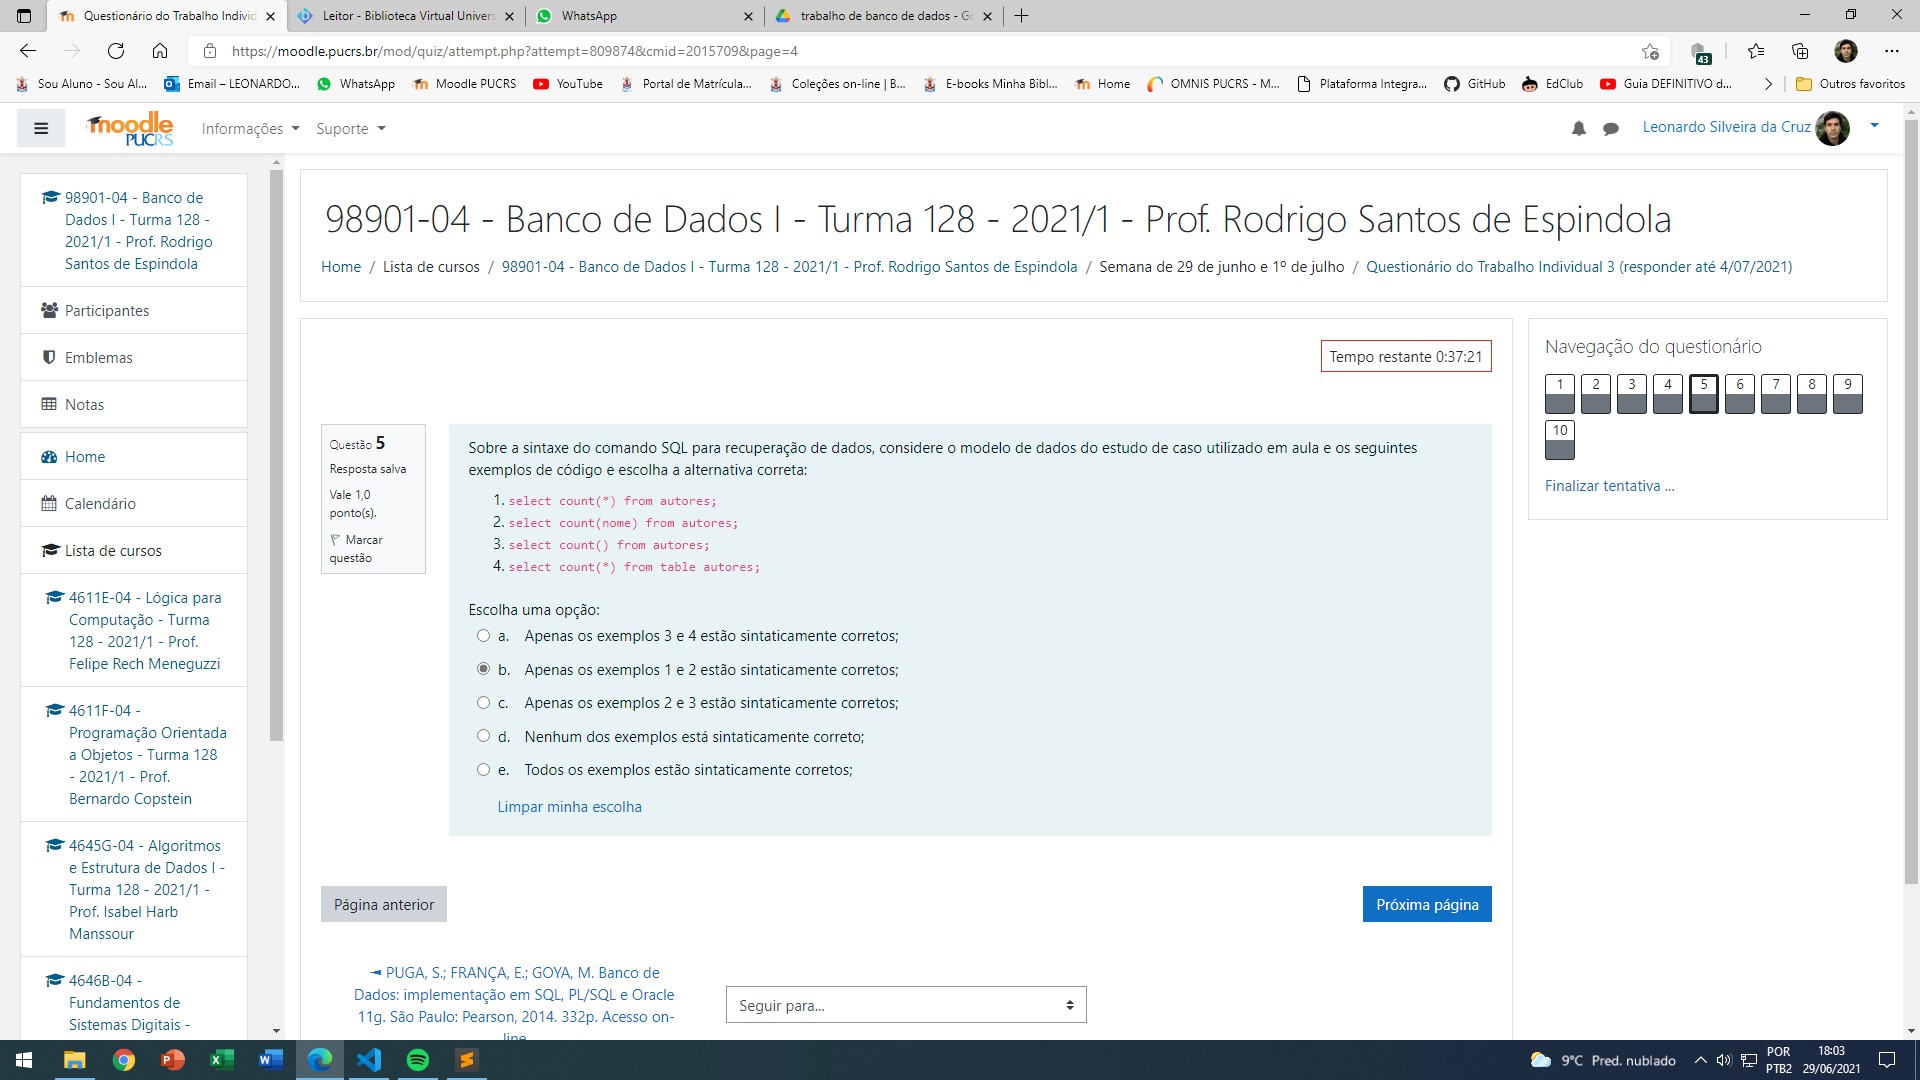 Questionário do Trabalho Individ
Leitor - Biblioteca Virtual Univers
WhatsApp
trabalho de banco de dados - Go
https://moodle.pucrs.br/mod/quiz/attempt.php?attempt=809874&cmid=2015709&page=4
43
Sou Aluno - Sou Al...
Email – LEONARDO...
WhatsApp
Moodle PUCRS
YouTube
Portal de Matrícula...
Coleções on-line | B...
E-books Minha Bibl...
Home
OMNIS PUCRS - M...
Plataforma Integra...
GitHub
EdClub
Guia DEFINITIVO d...
Outros favoritos
moodle
PUCRS
Informações
Suporte
Leonardo Silveira da Cruz
98901-04 - Banco de
Dados I - Turma 128 -
2021/1 - Prof. Rodrigo
Santos de Espindola
Participantes
Emblemas
Notas
Home
Calendário
Lista de cursos
4611E-04 - Lógica para
Computação - Turma
128 - 2021/1 - Prof.
Felipe Rech Meneguzzi
4611F-04 -
Programação Orientada
a Objetos - Turma 128
- 2021/1 - Prof.
Bernardo Copstein
4645G-04 - Algoritmos
e Estrutura de Dados I -
Turma 128 - 2021/1 -
Prof. Isabel Harb
Manssour
4646B-04 -
Fundamentos de
Sistemas Digitais -
98901-04 - Banco de Dados I - Turma 128 - 2021/1 - Prof. Rodrigo Santos de Espindola
Home / Lista de cursos / 98901-04 - Banco de Dados I - Turma 128 - 2021/1 - Prof. Rodrigo Santos de Espindola / Semana de 29 de junho e 1º de julho / Questionário do Trabalho Individual 3 (responder até 4/07/2021)
Tempo restante 0:37:21
Questão 5
Resposta salva
Vale 1,0
ponto(s).
Marcar
questão
Sobre a sintaxe do comando SQL para recuperação de dados, considere o modelo de dados do estudo de caso utilizado em aula e os seguintes
exemplos de código e escolha a alternativa correta:
1. select count(*) from autores;
2. select count(nome) from autores;
3. select count() from autores;
4. select count(*) from table autores;
Escolha uma opção:
a. Apenas os exemplos 3 e 4 estão sintaticamente corretos;
b. Apenas os exemplos 1 e 2 estão sintaticamente corretos;
c. Apenas os exemplos 2 e 3 estão sintaticamente corretos;
d. Nenhum dos exemplos está sintaticamente correto;
e. Todos os exemplos estão sintaticamente corretos;
Limpar minha escolha
Página anterior
Próxima página
◄ PUGA, S.; FRANÇA, E.; GOYA, M. Banco de
Dados: implementação em SQL, PL/SQL e Oracle
11g. São Paulo: Pearson, 2014. 332p. Acesso on-
line
Seguir para...
Navegação do questionário
1 2 3 4 5 6 7 8 9
10
Finalizar tentativa ...
9°C Pred. nublado
POR
PTB2
18:03
29/06/2021